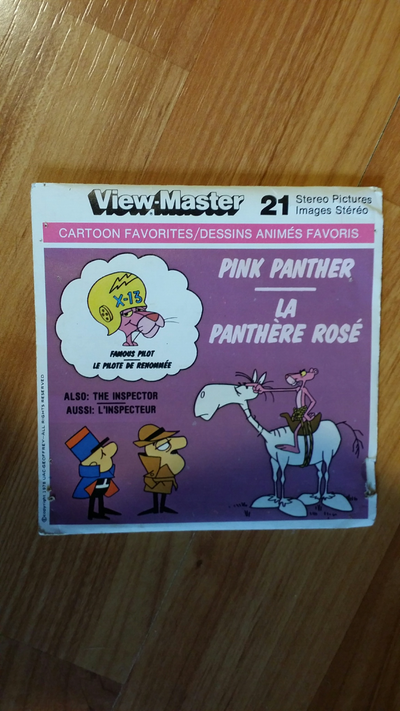 View-Master 21 Stereo Pictures
Images Stéréo
CARTOON FAVORITES/DESSINS ANIMÉS FAVORIS
PINK PANTHER
LA
PANTHÈRE ROSÉ
X-13
FAMOUS PILOT
LE PILOTE DE RENOMMÉE
ALSO: THE INSPECTOR
AUSSI: L'INSPECTEUR